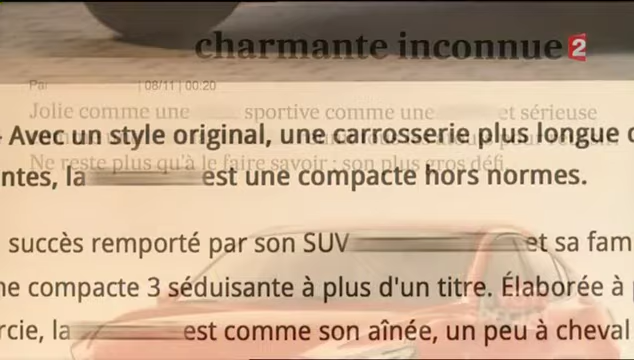 charmante inconnue 2
Par | 08/11 | 00:20
Jolie comme une sportive comme une et sérieuse
Avec un style original, une carrosserie plus longue
Ne reste plus qu'à le faire savoir : son plus gros défi
ntes, la est une compacte hors normes.
succès remporté par son SUV et sa fam
ne compacte 3 séduisante à plus d'un titre. Élaborée à
rcie, la est comme son aînée, un peu à cheval